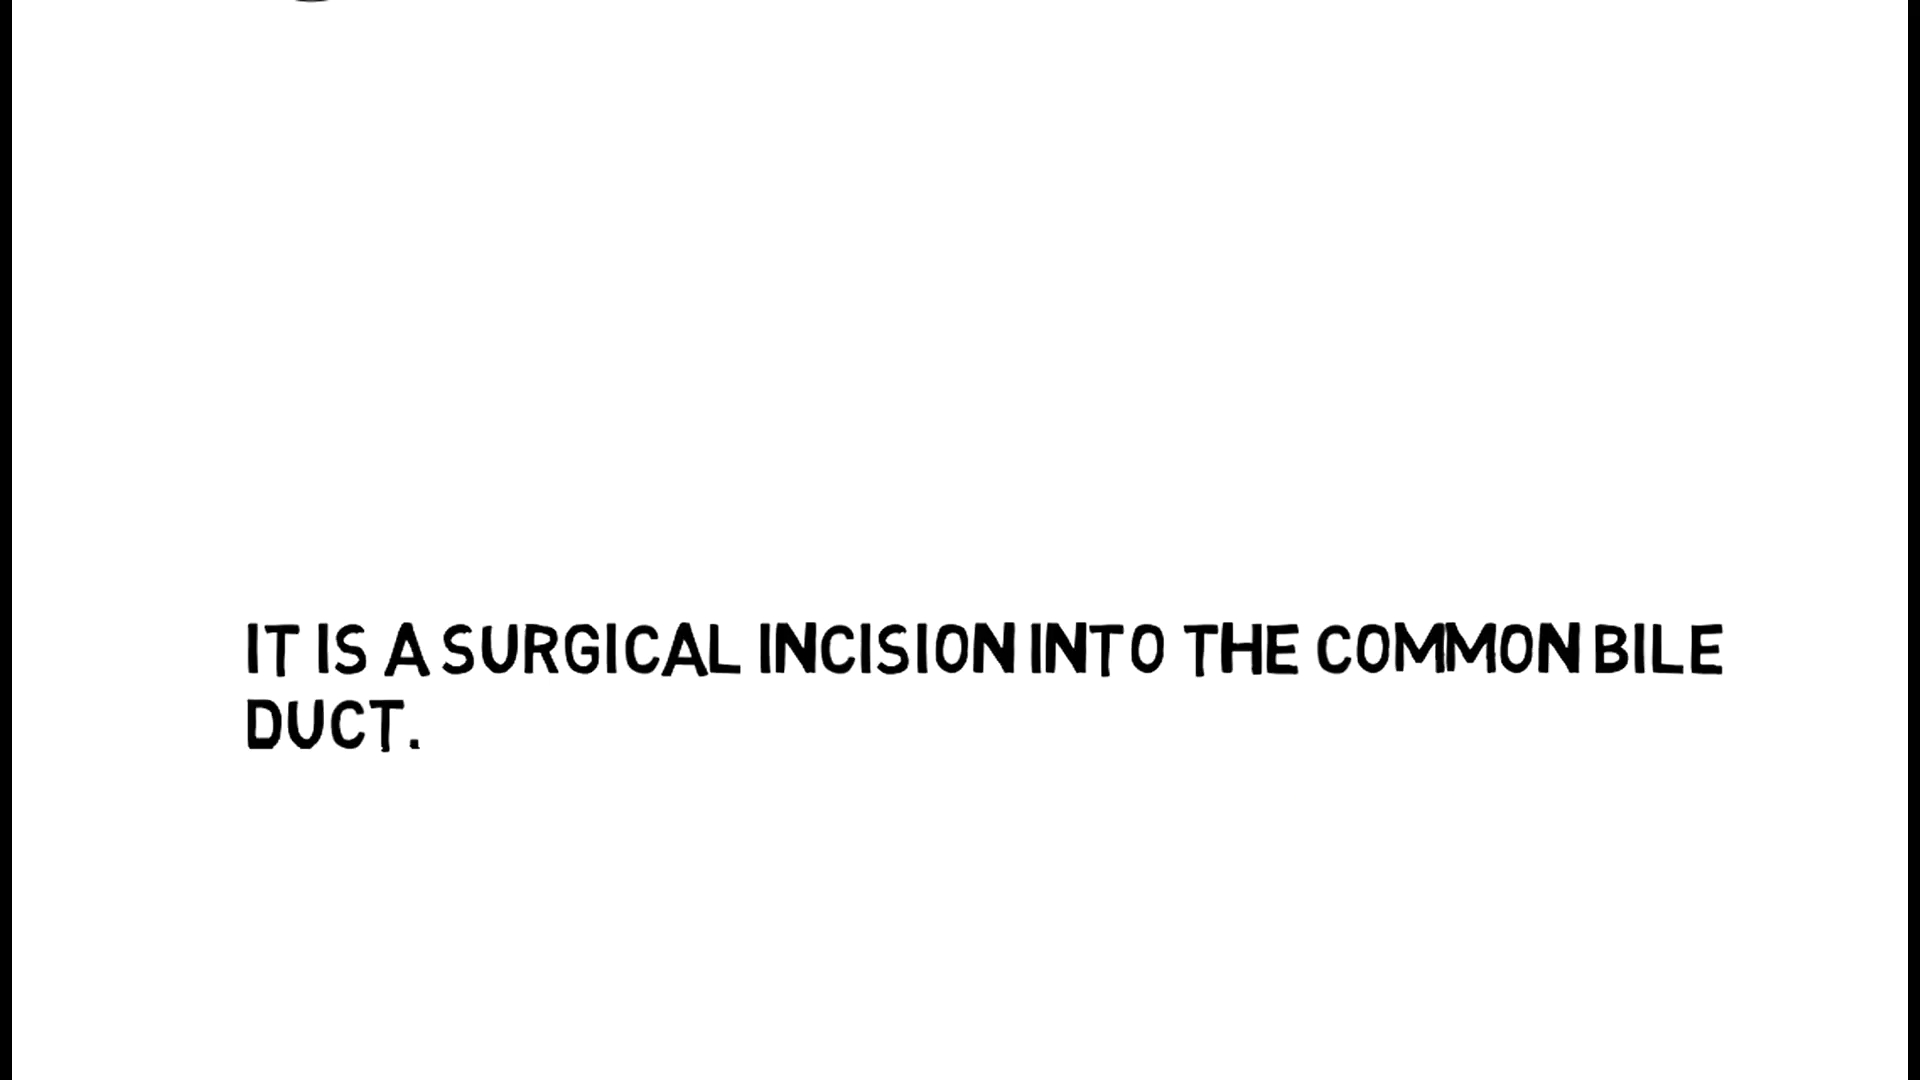 IT IS A SURGICAL INCISION INTO THE COMMON BILE
DUCT.